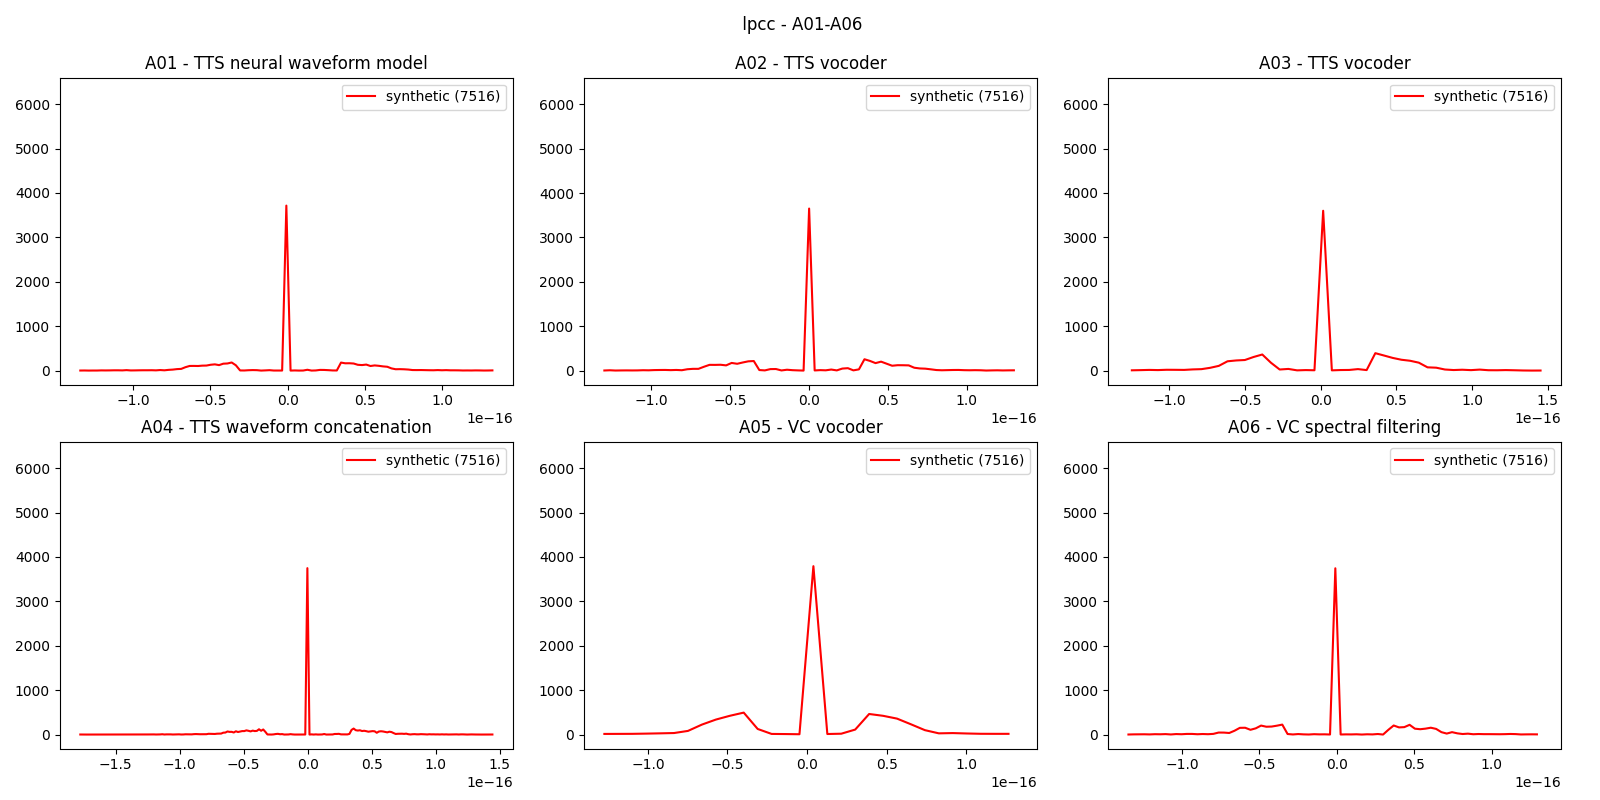 lpcc - A01-A06
A01 - TTS neural waveform model
synthetic (7516)
6000
5000
4000
3000
2000
1000
0
−1.0 −0.5 0.0 0.5 1.0
1e−16
A02 - TTS vocoder
synthetic (7516)
6000
5000
4000
3000
2000
1000
0
−1.0 −0.5 0.0 0.5 1.0
1e−16
A03 - TTS vocoder
synthetic (7516)
6000
5000
4000
3000
2000
1000
0
−1.0 −0.5 0.0 0.5 1.0 1.5
1e−16
A04 - TTS waveform concatenation
synthetic (7516)
6000
5000
4000
3000
2000
1000
0
−1.5 −1.0 −0.5 0.0 0.5 1.0 1.5
1e−16
A05 - VC vocoder
synthetic (7516)
6000
5000
4000
3000
2000
1000
0
−1.0 −0.5 0.0 0.5 1.0
1e−16
A06 - VC spectral filtering
synthetic (7516)
6000
5000
4000
3000
2000
1000
0
−1.0 −0.5 0.0 0.5 1.0
1e−16